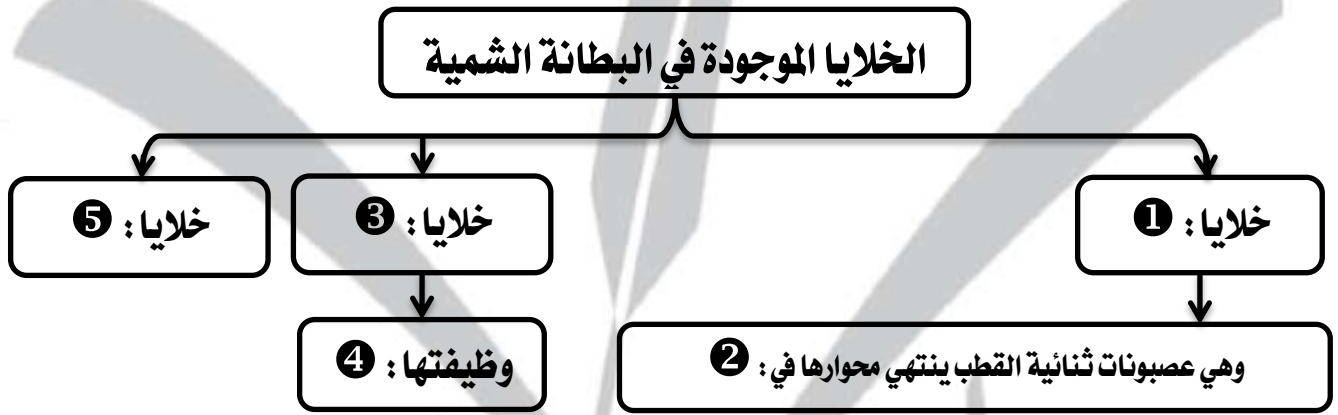 الخلايا الموجودة في البطانة الشمية
خلايا : ❶
خلايا : ❸
خلايا : ❺
وهي عصبونات ثنائية القطب ينتهي محوارها في : ❷
وظيفتها : ❹